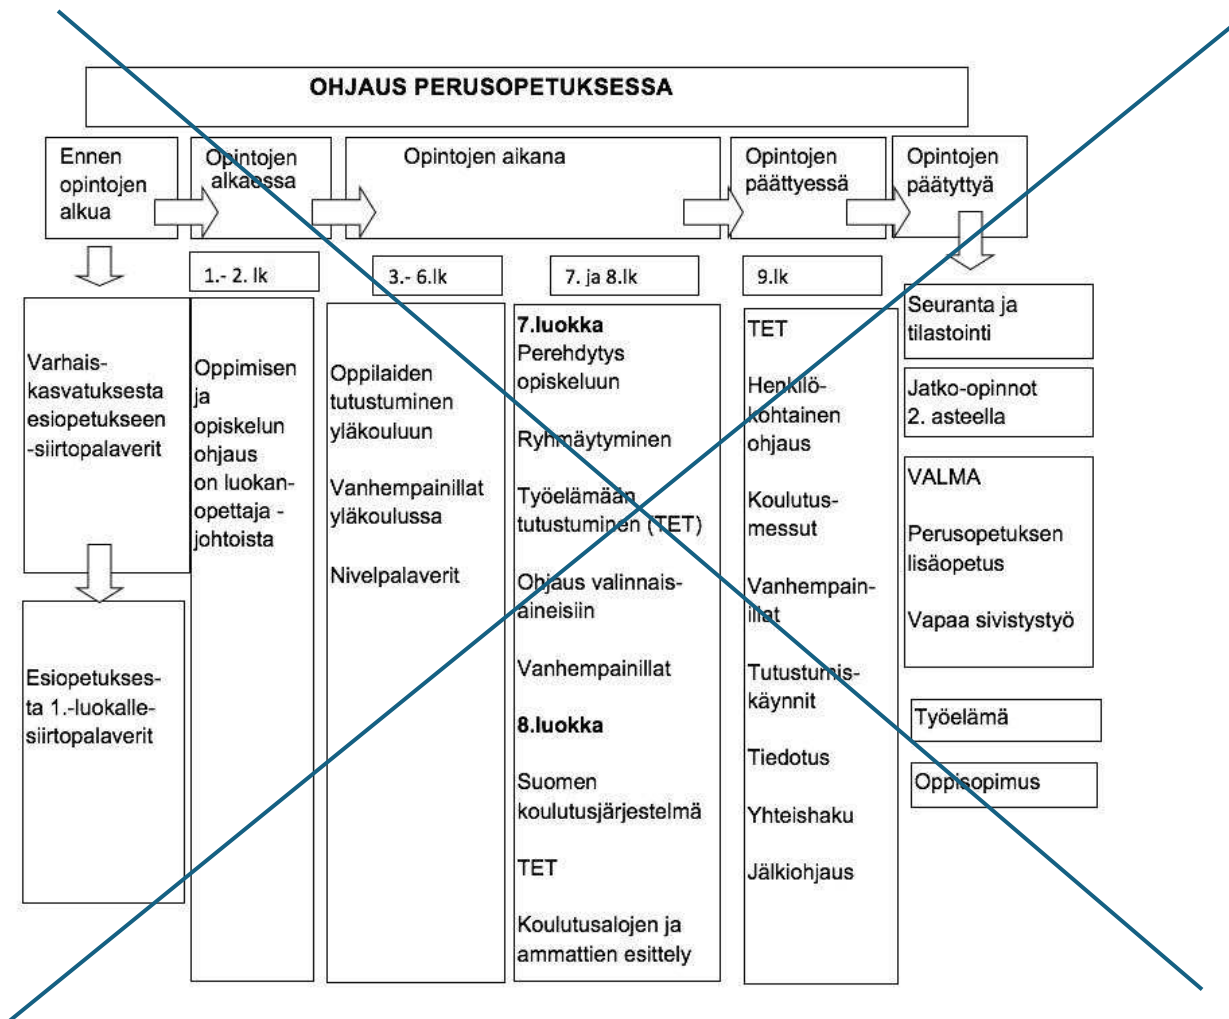 OHJAUS PERUSOPETUKSESSA
Ennen
opintojen
alkua
Opintojen
alkaessa
Opintojen aikana
Opintojen
päättyessä
Opintojen
päätyttyä
1.- 2. lk
3.- 6.lk
7. ja 8.lk
9.lk
Varhais-
kasvatuksesta
esiopetukseen
-siirtopalaverit
Esiopetukses-
ta 1.-luokalle-
siirtopalaverit
Oppimisen
ja
opiskelun
ohjaus
on luokan-
opettaja -
johtoista
Oppilaiden
tutustuminen
yläkouluun
Vanhempainillat
yläkoulussa
Nivelpalaverit
7.luokka
Perehdytys
opiskeluun
Ryhmäytyminen
Työelämään
tutustuminen (TET)
Ohjaus valinnais-
aineisiin
Vanhempainillat
8.luokka
Suomen
koulutusjärjestelmä
TET
Koulutusalojen ja
ammattien esittely
TET
Henkilö-
kohtainen
ohjaus
Koulutus-
messut
Vanhempain-
illat
Tutustumis-
käynnit
Tiedotus
Yhteishaku
Jälkiohjaus
Seuranta ja
tilastointi
Jatko-opinnot
2. asteella
VALMA
Perusopetuksen
lisäopetus
Vapaa sivistystyö
Työelämä
Oppisopimus